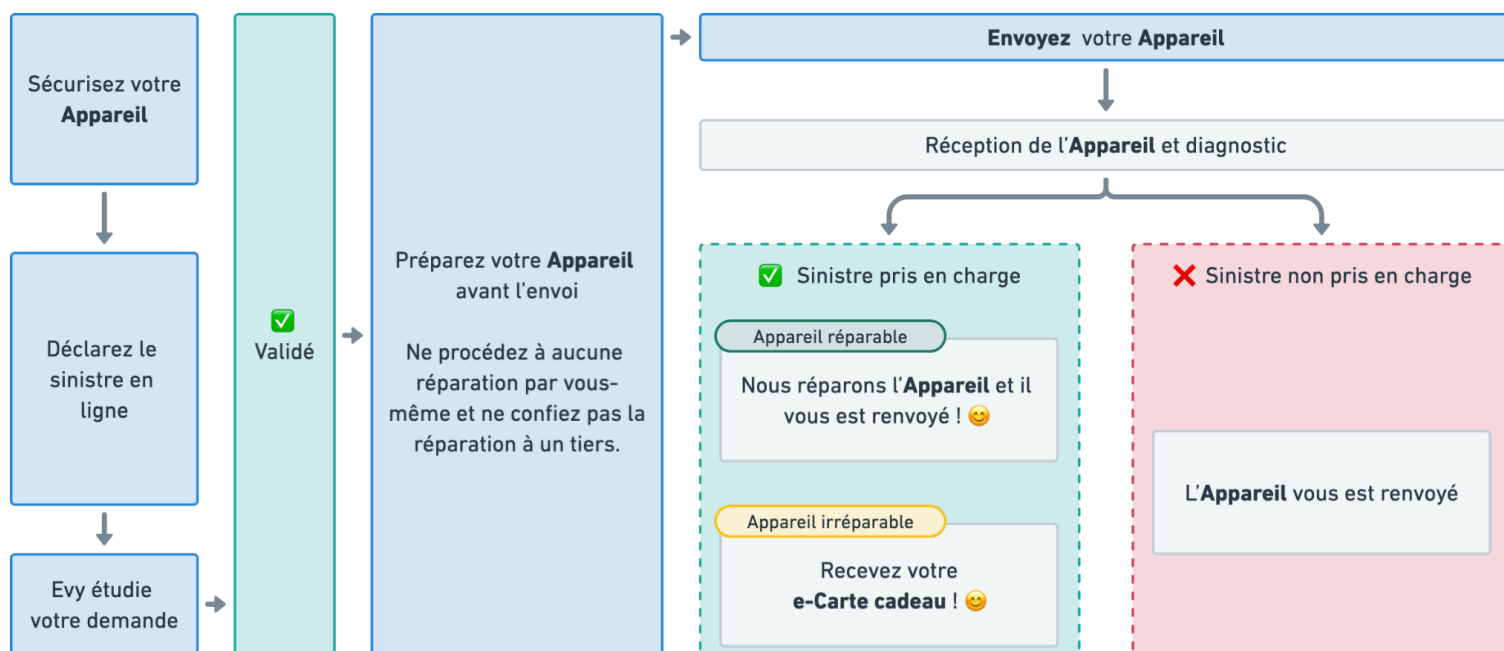 Sécurisez votre
Appareil
Déclarez le
sinistre en
ligne
Evy étudie
votre demande
Validé
Préparez votre Appareil
avant l'envoi
Ne procédez à aucune
réparation par vous-
même et ne confiez pas la
réparation à un tiers.
Envoyez votre Appareil
Réception de l'Appareil et diagnostic
✅ Sinistre pris en charge
Appareil réparable
Nous réparons l'Appareil et il
vous est renvoyé ! 😊
Appareil irréparable
Recevez votre
e-Carte cadeau ! 😊
❌ Sinistre non pris en charge
L'Appareil vous est renvoyé